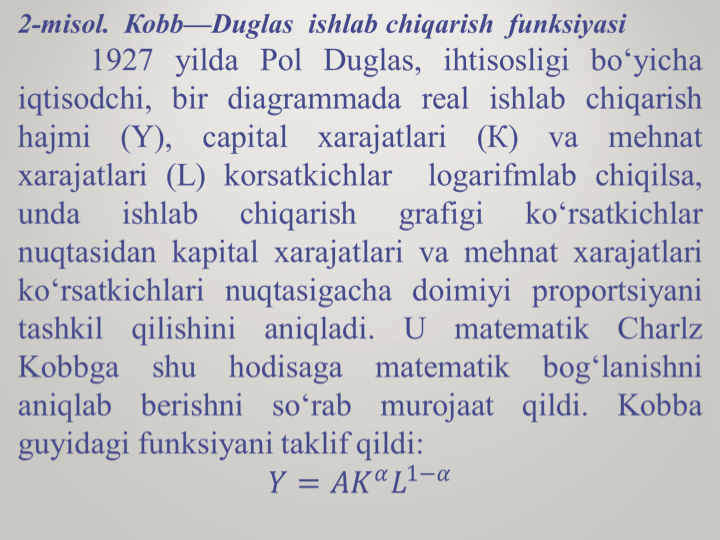 2-misol. Kobb—Duglas ishlab chiqarish funksiyasi
1927 yilda Pol Duglas, ihtisosligi bo‘yicha
iqtisodchi, bir diagrammada real ishlab chiqarish
hajmi (Y), capital xarajatlari (K) va mehnat
xarajatlari (L) korsatkichlar logarifmlab chiqilsa,
unda ishlab chiqarish grafigi ko‘rsatkichlar
nuqtasidan kapital xarajatlari va mehnat xarajatlari
ko‘rsatkichlari nuqtasigacha doimiyi proportsiyani
tashkil qilishini aniqladi. U matematik Charlz
Kobbga shu hodisaga matematik bog‘lanishni
aniqlab berishni so‘rab murojaat qildi. Kobba
guyidagi funksiyani taklif qildi:
𝑌 = 𝐴𝐾^𝛼 𝐿^{1−𝛼}